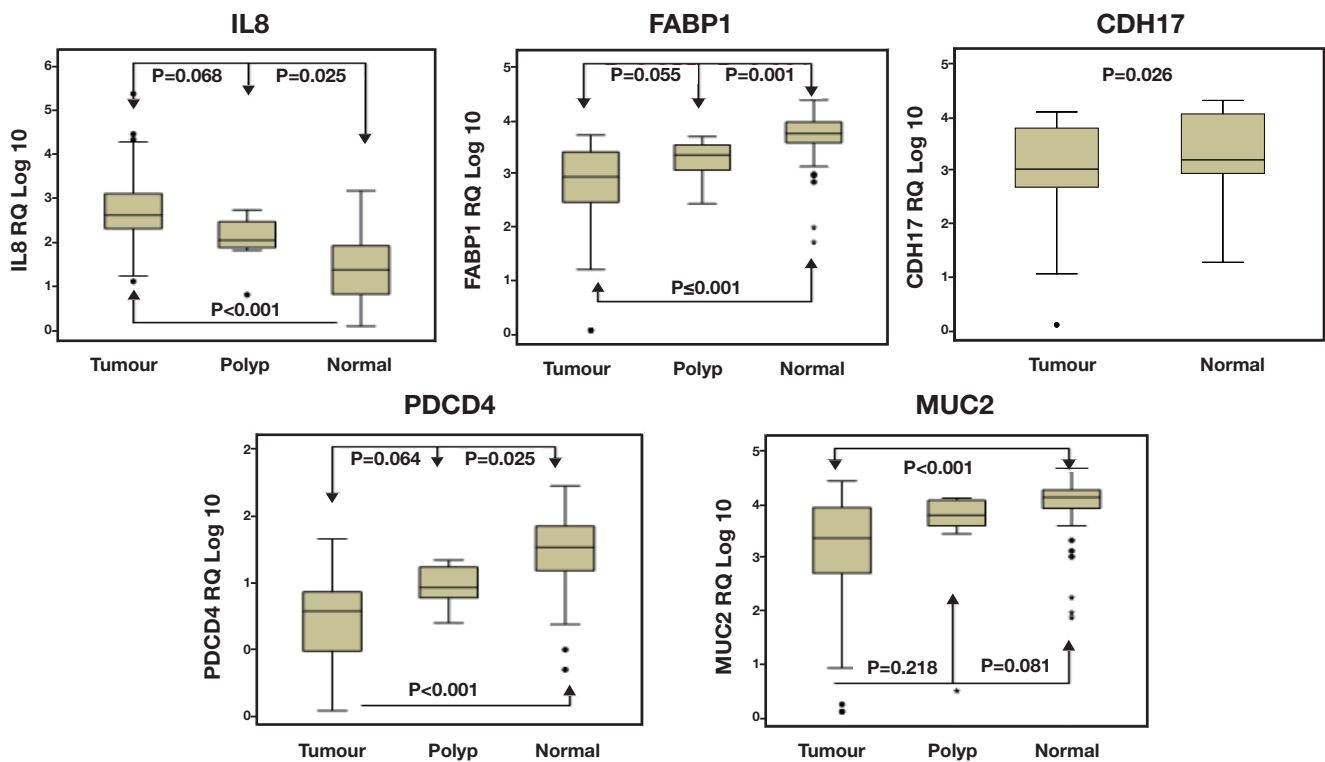 IL8
IL8 RQ Log 10
6
5
4
3
2
1
0
P=0.068
P=0.025
P<0.001
Tumour Polyp Normal
FABP1
FABP1 RQ Log 10
5
4
3
2
1
0
P=0.055
P=0.001
P≤0.001
Tumour Polyp Normal
CDH17
CDH17 RQ Log 10
5
4
3
2
1
0
P=0.026
Tumour Normal
PDCD4
PDCD4 RQ Log 10
2
2
1
0
0
P=0.064
P=0.025
P<0.001
Tumour Polyp Normal
MUC2
MUC2 RQ Log 10
5
4
3
2
1
0
P<0.001
P=0.218
P=0.081
Tumour Polyp Normal